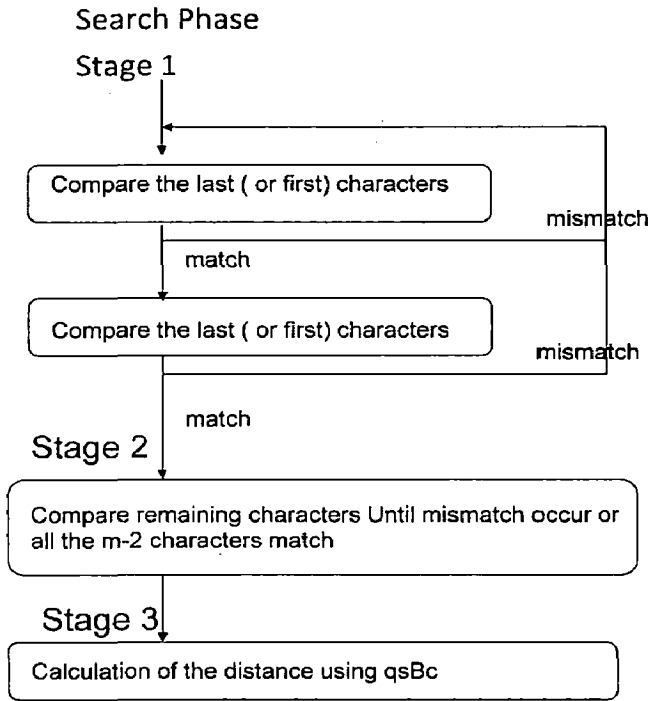 Search Phase
Stage 1
Compare the last ( or first) characters
mismatch
match
Compare the last ( or first) characters
mismatch
match
Stage 2
Compare remaining characters Until mismatch occur or
all the m-2 characters match
Stage 3
Calculation of the distance using qsBc